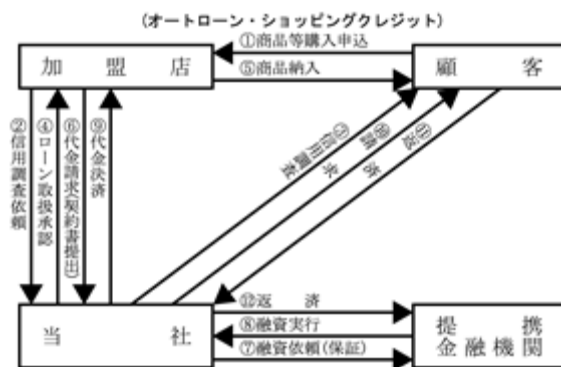 (オートローン・ショッピングクレジット)
①商品等購入申込
加盟店
⑤商品納入
顧客
②信用調査依頼
④ローン取扱承認
⑥代金請求(契約書提出)
⑨代金決済
③信用調査
⑩請求
⑪返済
当社
⑫返済
⑧融資実行
⑦融資依頼(保証)
提携
金融機関